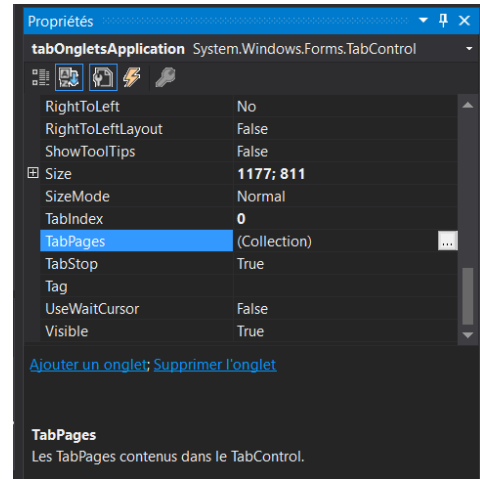 Propriétés
tabOngletsApplication System.Windows.Forms.TabControl
RightToLeft No
RightToLeftLayout False
ShowToolTips False
Size 1177; 811
SizeMode Normal
TabIndex 0
TabPages (Collection) ...
TabStop True
Tag
UseWaitCursor False
Visible True
Ajouter un onglet; Supprimer l'onglet
TabPages
Les TabPages contenus dans le TabControl.